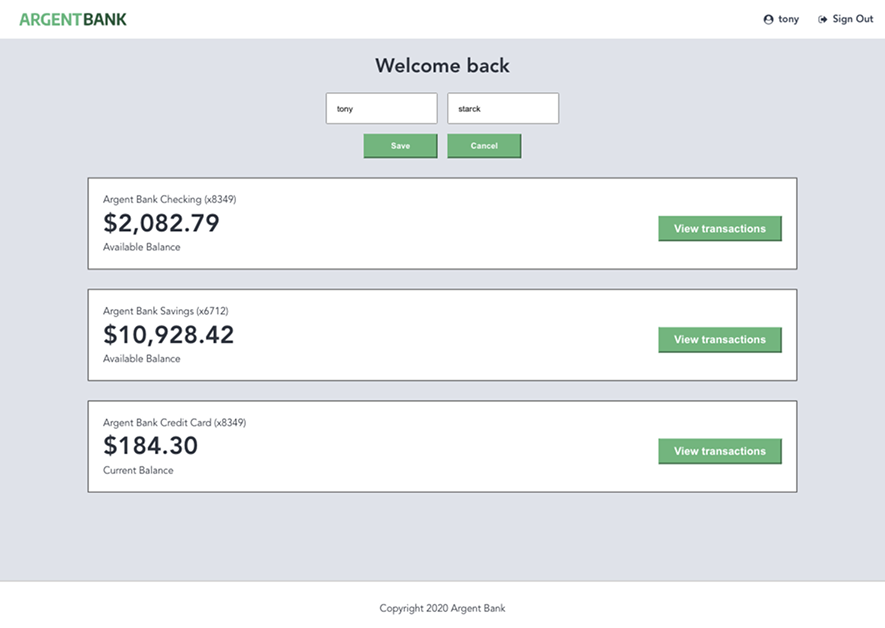 ARGENTBANK
tony Sign Out
Welcome back
tony starck
Save Cancel
Argent Bank Checking (x8349)
$2,082.79
Available Balance
View transactions
Argent Bank Savings (x6712)
$10,928.42
Available Balance
View transactions
Argent Bank Credit Card (x8349)
$184.30
Current Balance
View transactions
Copyright 2020 Argent Bank